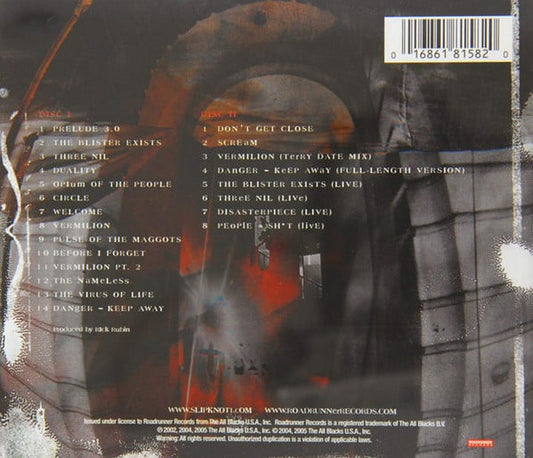 0 16861 81582 0
DISC I
1 PRELUDE 3.0
2 THE BLISTER EXISTS
3 THREE NIL
4 DUALITY
5 OpIuM OF THE PEOPLE
6 CIRCLE
7 WELCOME
8 VERMILION
9 PULSE OF THE MAGGOTS
10 BEFORE I FORGET
11 VERMILION PT. 2
12 THE NaMeLeSs
13 THE VIRUS OF LIFE
14 DANGeR – KEEP AWAY
Produced by Rick Rubin
DISC II
1 DON'T GET CLOSE
2 SCREaM
3 VERMILION (TerRY DATE MIX)
4 DAnGER – KeEP AWaY (FULL-LENGTH VERSION)
5 THE BLISTER EXISTS (LIVE)
6 THReE NIL (LIVe)
7 DISASTeRPIECE (LIVE)
8 PEOPlE = SH*T (liVE)
WWW.SLIPKNOT1.COM WWW.ROADRUNNerRECORDS.COM
Issued under license to Roadrunner Records from The All Blacks U.S.A., Inc. Roadrunner Records is a registered trademark of The All Blacks B.V.
℗ 2002, 2004, 2005 The All Blacks U.S.A., Inc. © 2004, 2005 The All Blacks U.S.A., Inc.
Warning: All rights reserved. Unauthorized duplication is a violation of applicable laws.